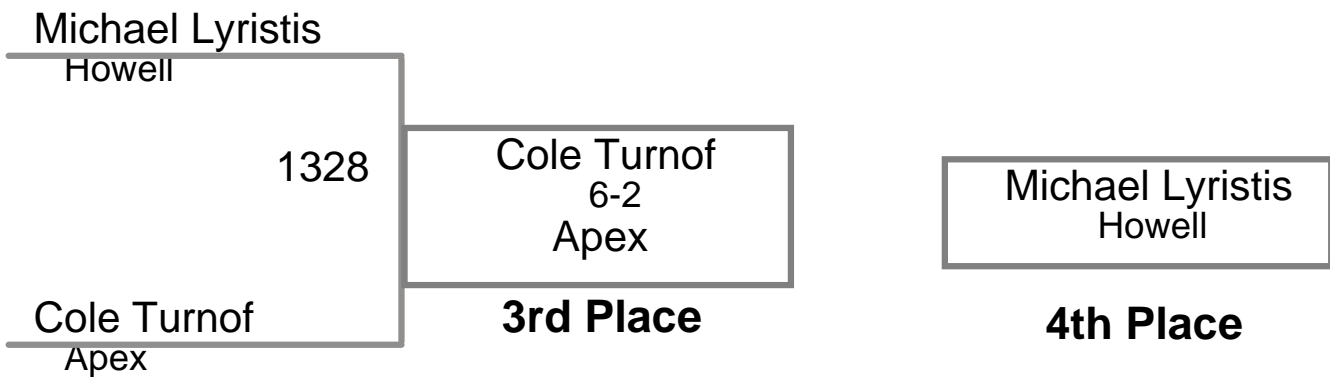 Michael Lyristis
Howell
1328
Cole Turnof
Apex
Cole Turnof
6-2
Apex
3rd Place
Michael Lyristis
Howell
4th Place